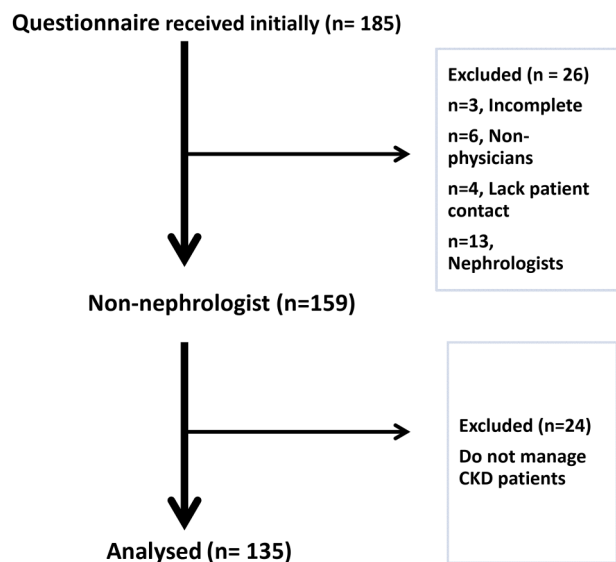 Questionnaire received initially (n= 185)
Excluded (n = 26)
n=3, Incomplete
n=6, Non-
physicians
n=4, Lack patient
contact
n=13,
Nephrologists
Non-nephrologist (n=159)
Excluded (n=24)
Do not manage
CKD patients
Analysed (n= 135)